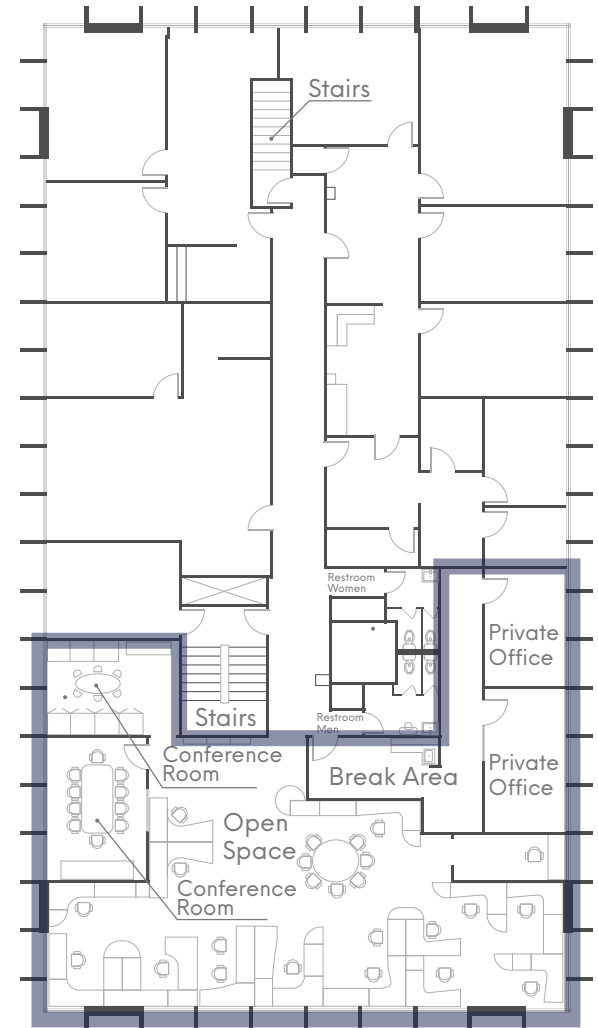 Stairs
Restroom
Women
Private
Office
Stairs
Restroom
Men
Conference
Room
Break Area
Private
Office
Open
Space
Conference
Room